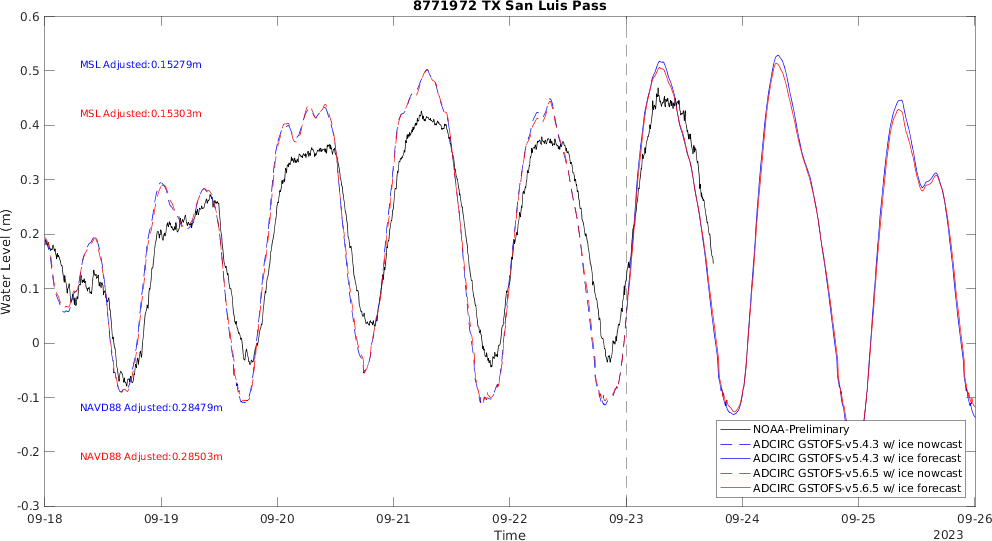 8771972 TX San Luis Pass
0.6
0.5
0.4
0.3
0.2
0.1
0
-0.1
-0.2
-0.3
Water Level (m)
MSL Adjusted:0.15279m
MSL Adjusted:0.15303m
NAVD88 Adjusted:0.28479m
NAVD88 Adjusted:0.28503m
NOAA-Preliminary
ADCIRC GSTOFS-v5.4.3 w/ ice nowcast
ADCIRC GSTOFS-v5.4.3 w/ ice forecast
ADCIRC GSTOFS-v5.6.5 w/ ice nowcast
ADCIRC GSTOFS-v5.6.5 w/ ice forecast
09-18 09-19 09-20 09-21 09-22 09-23 09-24 09-25 09-26
Time
2023